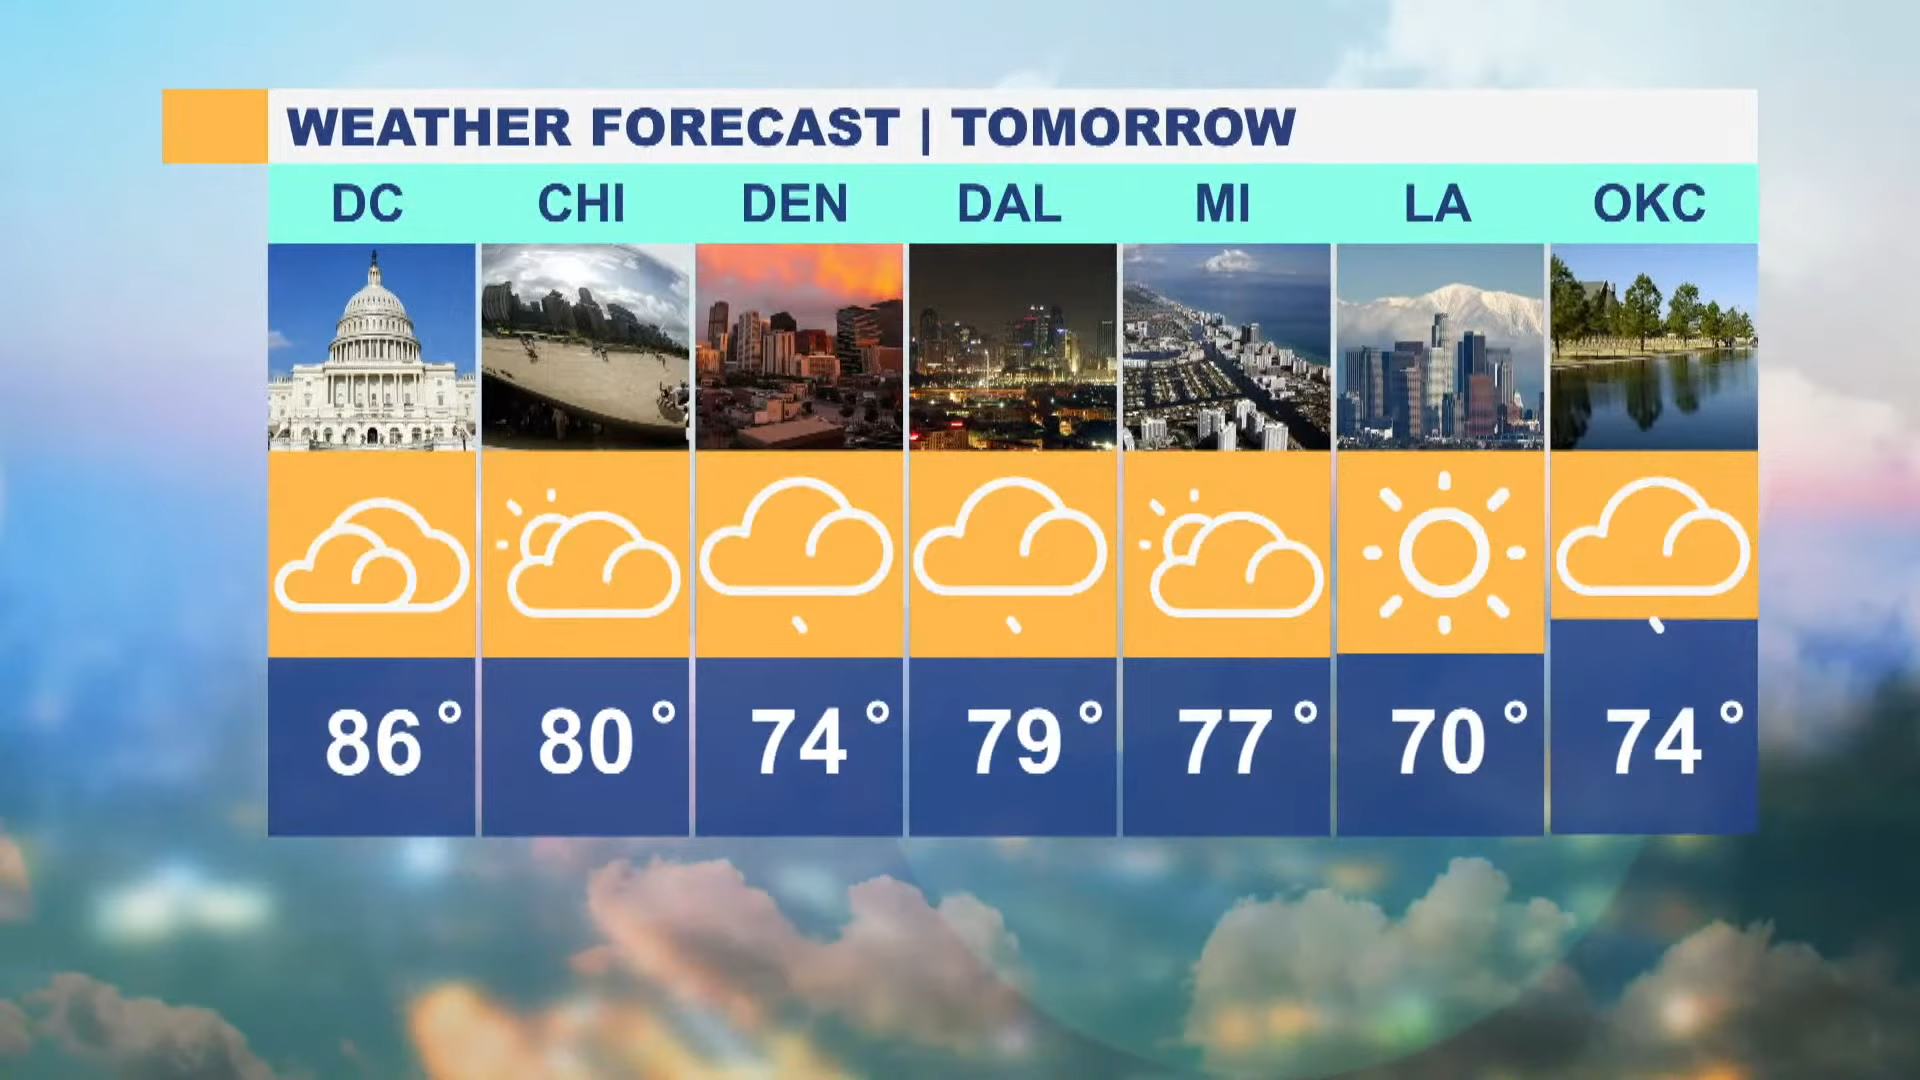 WEATHER FORECAST | TOMORROW
DC CHI DEN DAL MI LA OKC
86° 80° 74° 79° 77° 70° 74°